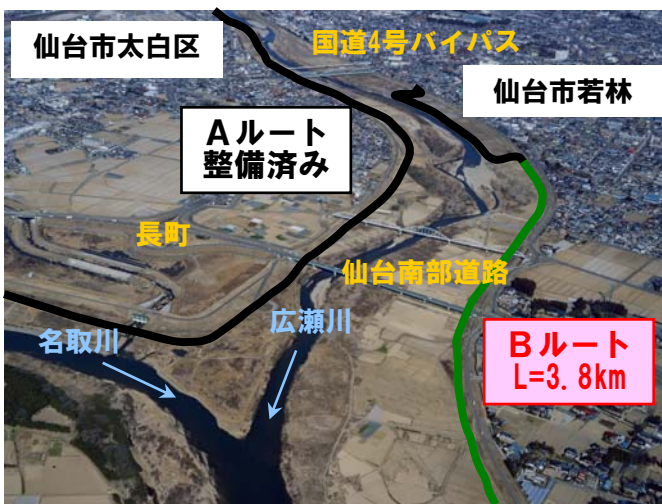 国道4号バイパス
仙台市太白区
仙台市若林
Aルート
整備済み
長町
仙台南部道路
広瀬川
名取川
Bルート
L=3.8km